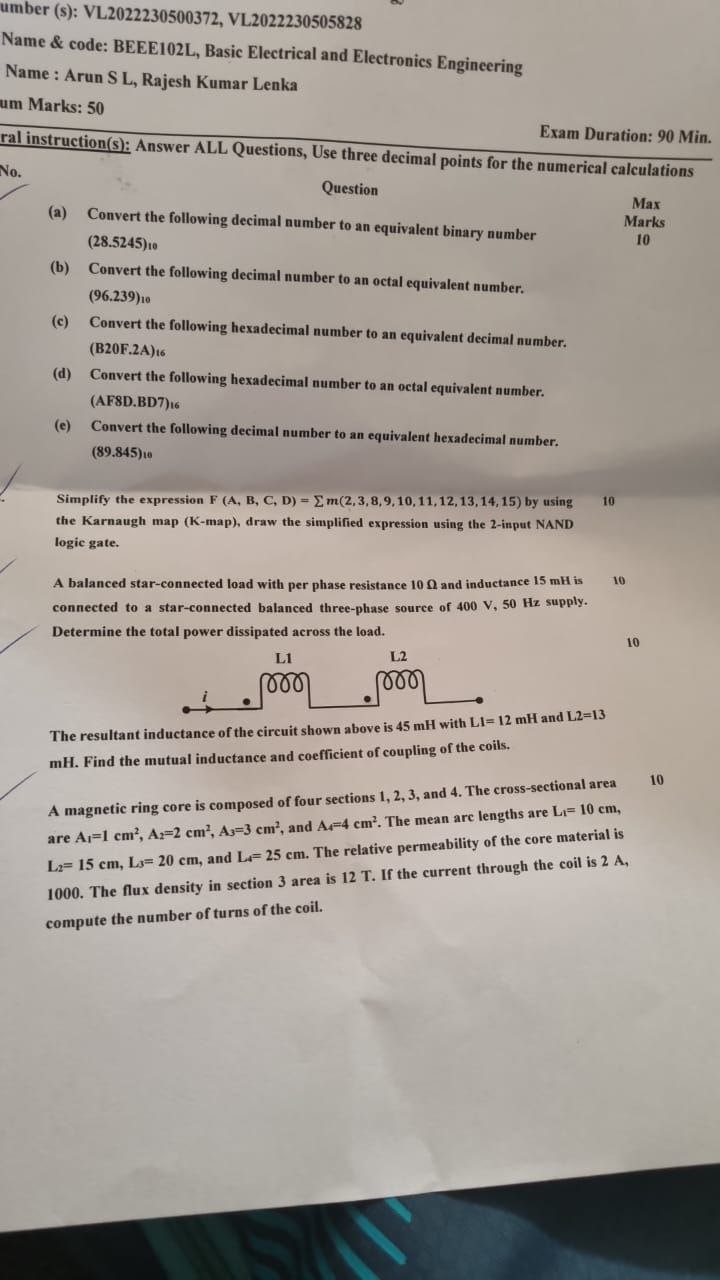 umber (s): VL2022230500372, VL2022230505828
Name & code: BEEE102L, Basic Electrical and Electronics Engineering
Name : Arun S L, Rajesh Kumar Lenka
um Marks: 50
Exam Duration: 90 Min.
ral instruction(s): Answer ALL Questions, Use three decimal points for the numerical calculations
No.
Question
Max
Marks
(a) Convert the following decimal number to an equivalent binary number 10
(28.5245)₁₀
(b) Convert the following decimal number to an octal equivalent number.
(96.239)₁₀
(c) Convert the following hexadecimal number to an equivalent decimal number.
(B20F.2A)₁₆
(d) Convert the following hexadecimal number to an octal equivalent number.
(AF8D.BD7)₁₆
(e) Convert the following decimal number to an equivalent hexadecimal number.
(89.845)₁₀
Simplify the expression F (A, B, C, D) = ∑m(2,3,8,9,10,11,12,13,14,15) by using 10
the Karnaugh map (K-map), draw the simplified expression using the 2-input NAND
logic gate.
A balanced star-connected load with per phase resistance 10 Ω and inductance 15 mH is 10
connected to a star-connected balanced three-phase source of 400 V, 50 Hz supply.
Determine the total power dissipated across the load.
10
L1 L2
i
The resultant inductance of the circuit shown above is 45 mH with L1= 12 mH and L2=13
mH. Find the mutual inductance and coefficient of coupling of the coils.
A magnetic ring core is composed of four sections 1, 2, 3, and 4. The cross-sectional area 10
are A₁=1 cm², A₂=2 cm², A₃=3 cm², and A₄=4 cm². The mean arc lengths are L₁= 10 cm,
L₂= 15 cm, L₃= 20 cm, and L₄= 25 cm. The relative permeability of the core material is
1000. The flux density in section 3 area is 12 T. If the current through the coil is 2 A,
compute the number of turns of the coil.